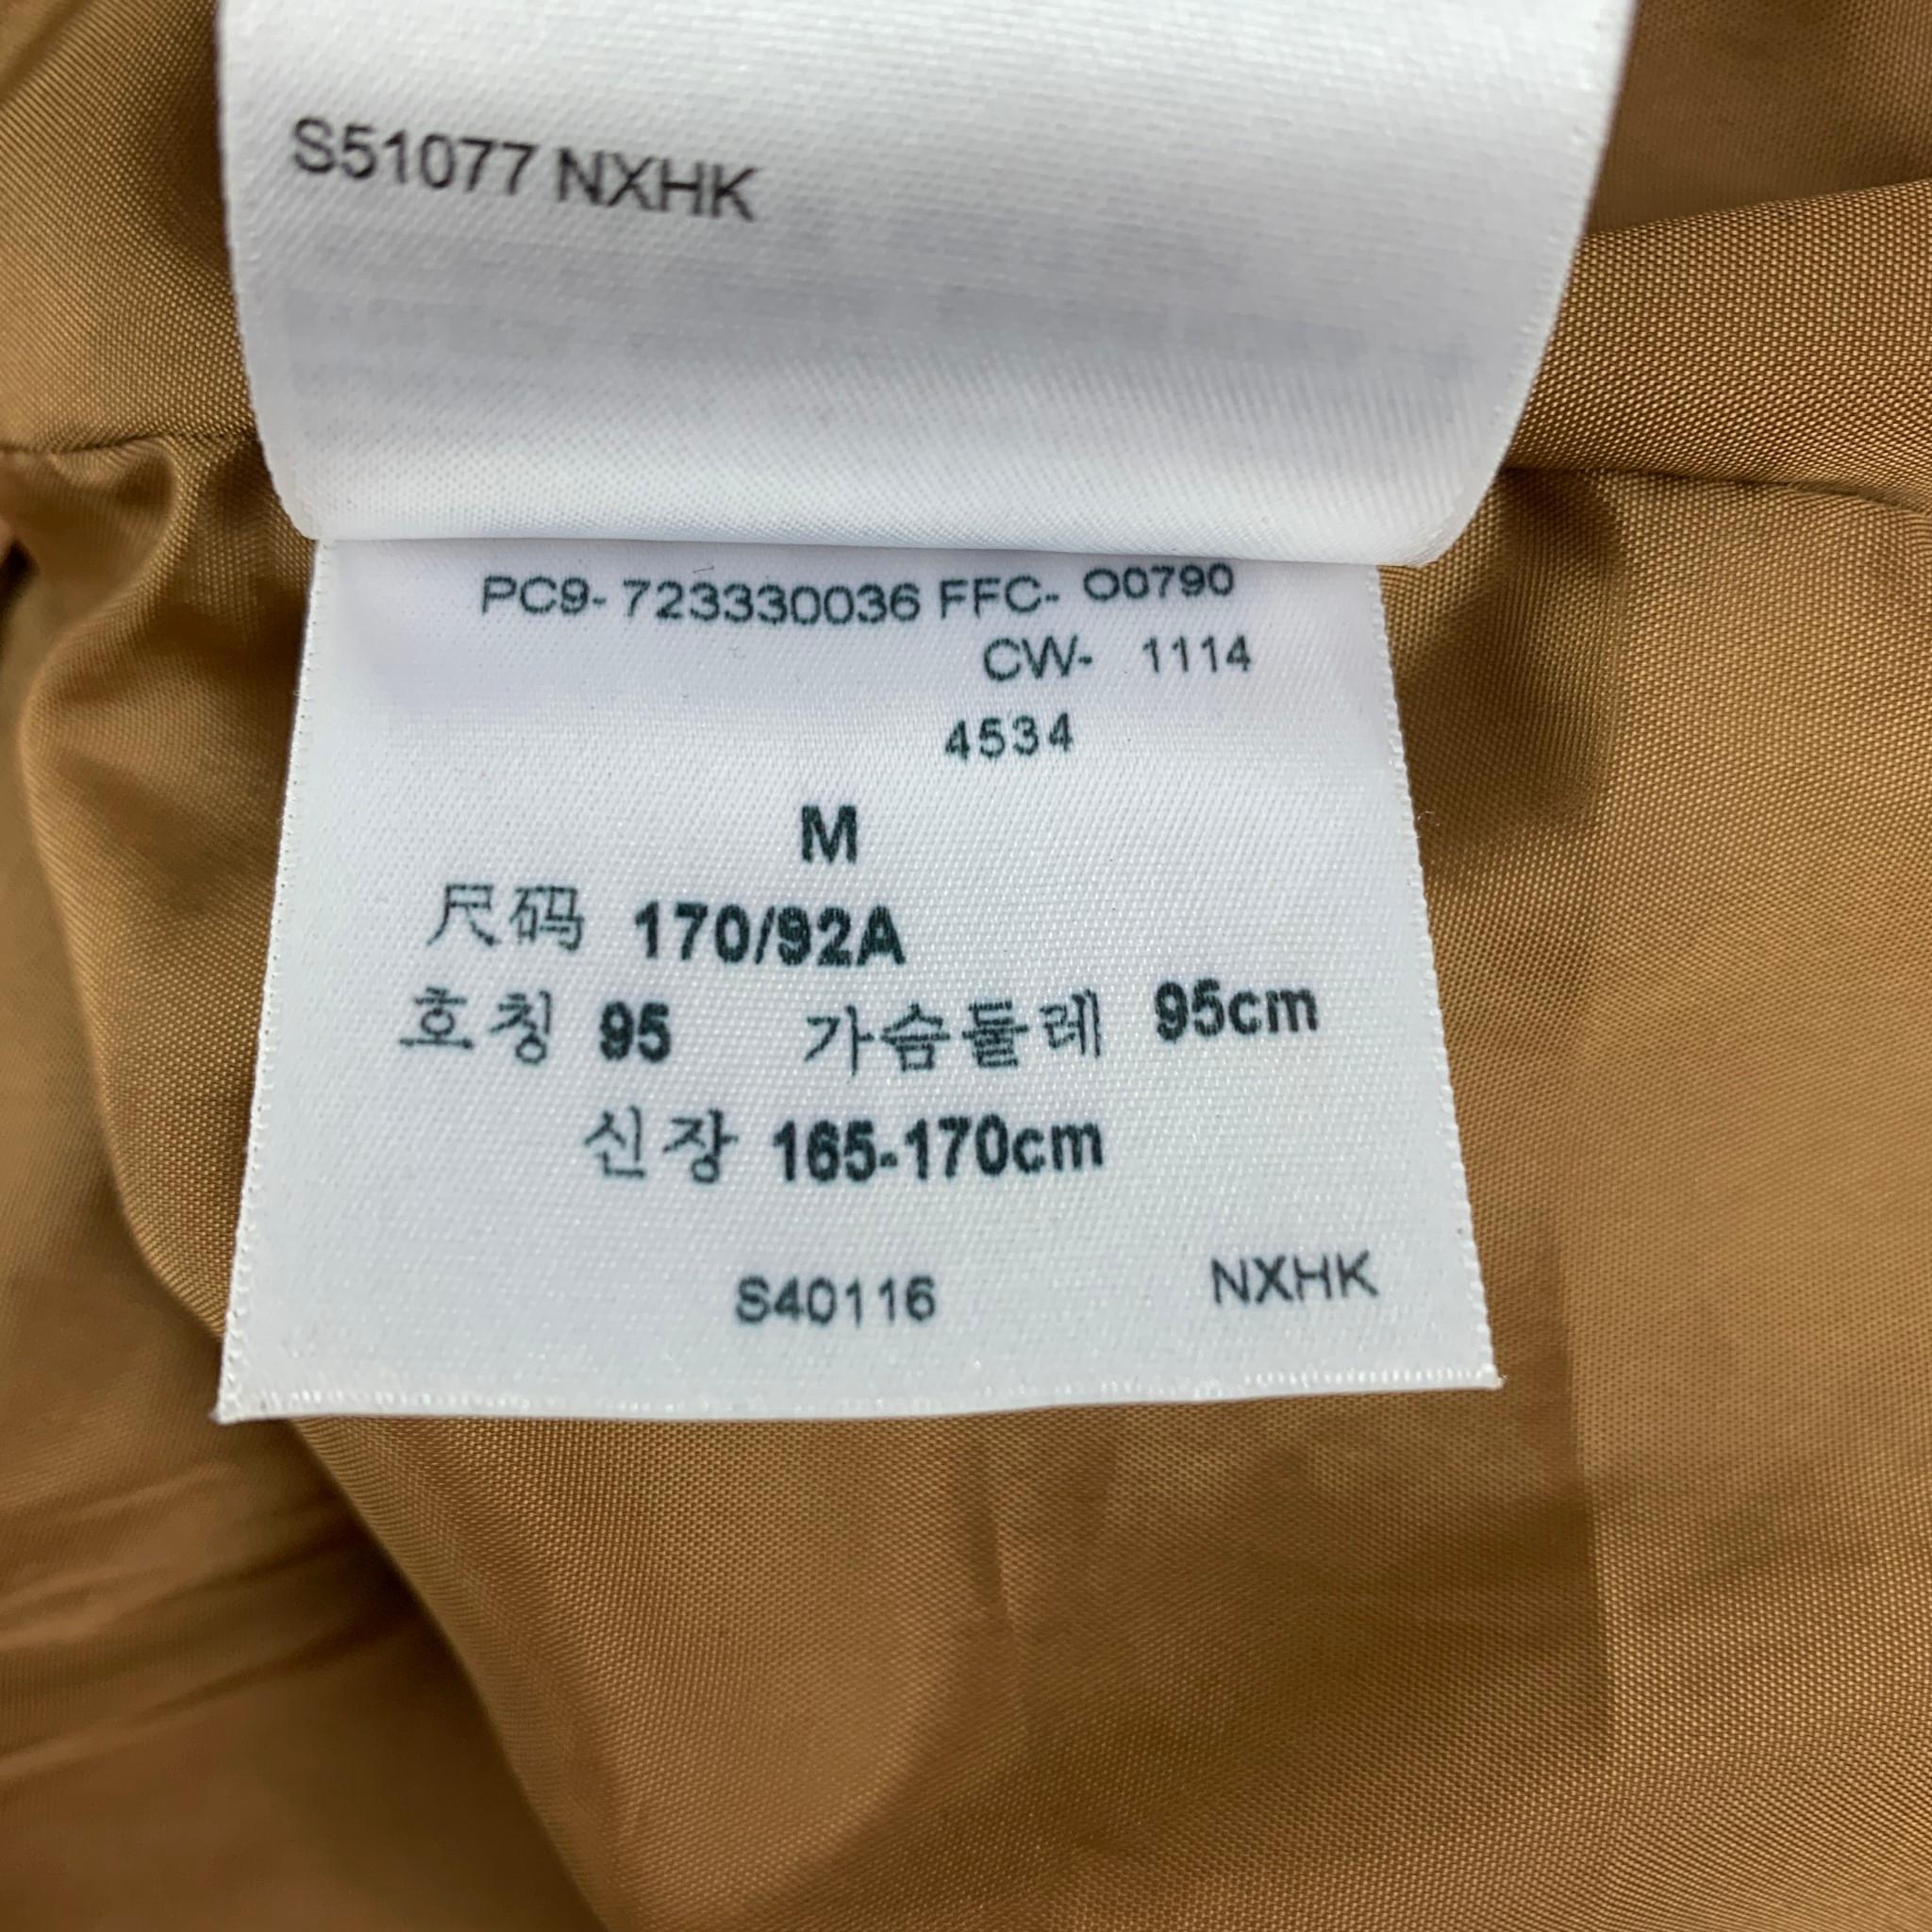 S51077 NXHK
PC9- 723330036 FFC- O0790
CW- 1114
4534
M
尺码 170/92A
호칭 95 가슴둘레 95cm
신장 165-170cm
S40116 NXHK